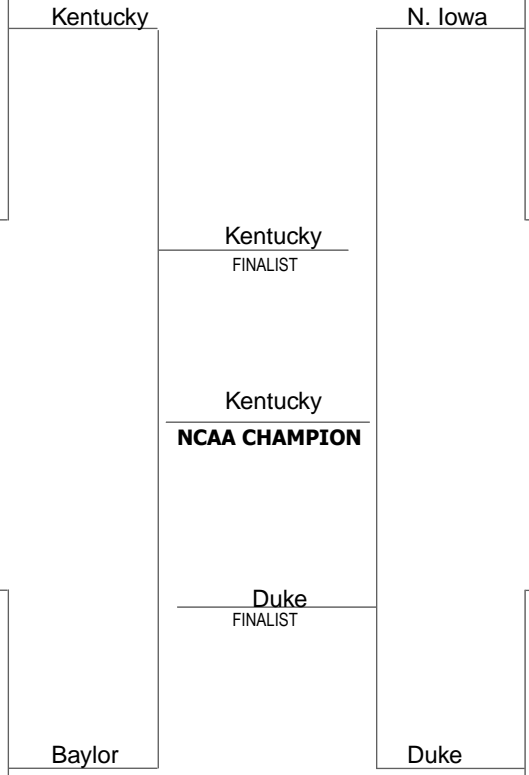 Kentucky
N. Iowa
Kentucky
FINALIST
Kentucky
NCAA CHAMPION
Duke
FINALIST
Baylor
Duke